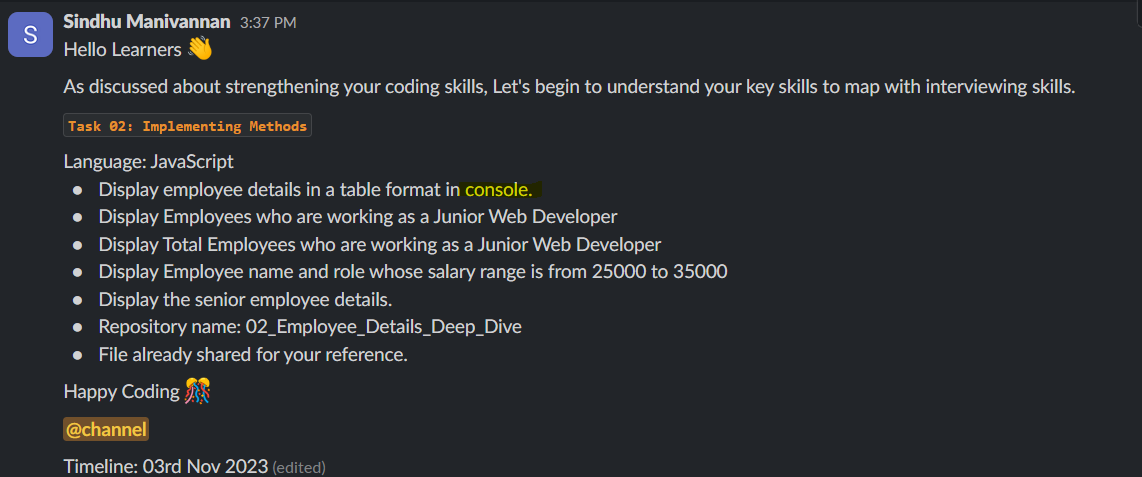 S
Sindhu Manivannan 3:37 PM
Hello Learners 👋
As discussed about strengthening your coding skills, Let's begin to understand your key skills to map with interviewing skills.
Task 02: Implementing Methods
Language: JavaScript
● Display employee details in a table format in console.
● Display Employees who are working as a Junior Web Developer
● Display Total Employees who are working as a Junior Web Developer
● Display Employee name and role whose salary range is from 25000 to 35000
● Display the senior employee details.
● Repository name: 02_Employee_Details_Deep_Dive
● File already shared for your reference.
Happy Coding 🎊
@channel
Timeline: 03rd Nov 2023 (edited)